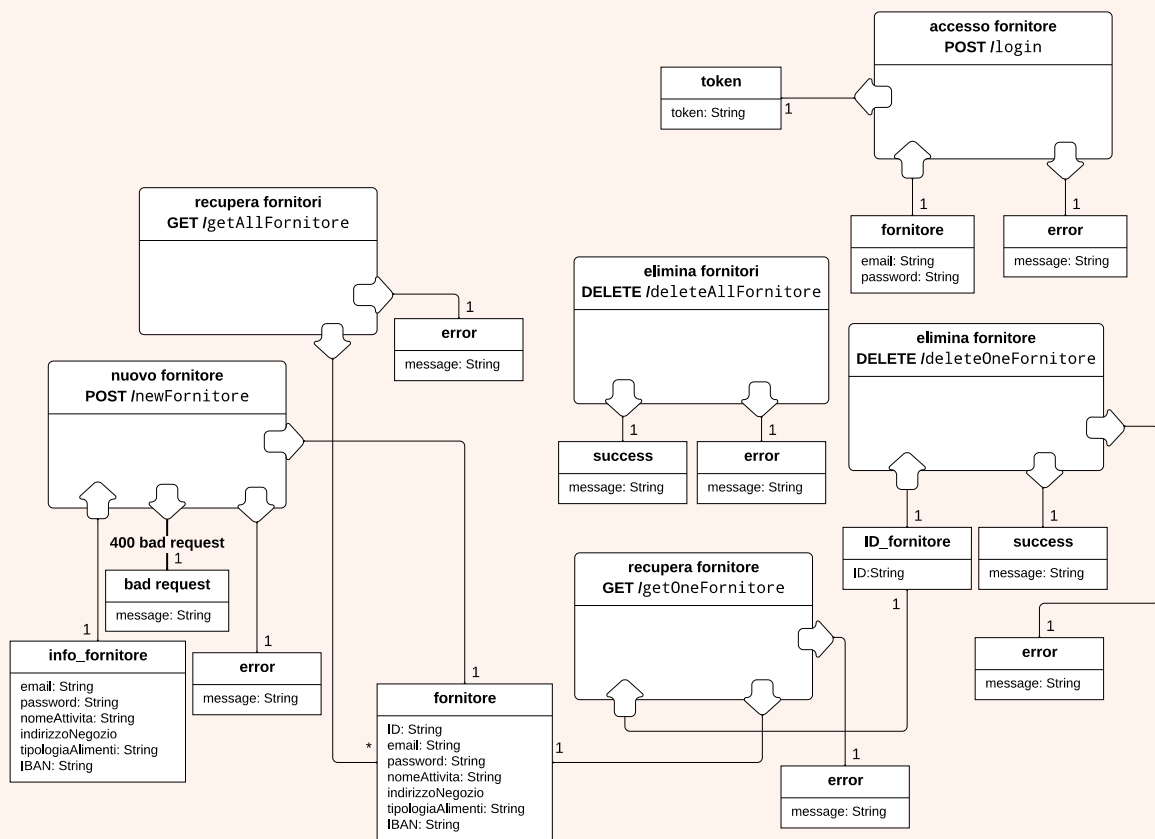 accesso fornitore
POST /login
token
token: String
1
1
fornitore
email: String
password: String
1
error
message: String
recupera fornitori
GET /getAllFornitore
1
error
message: String
elimina fornitori
DELETE /deleteAllFornitore
1
success
message: String
1
error
message: String
elimina fornitore
DELETE /deleteOneFornitore
1
ID_fornitore
ID:String
1
1
success
message: String
1
error
message: String
nuovo fornitore
POST /newFornitore
400 bad request
1
bad request
message: String
1
info_fornitore
email: String
password: String
nomeAttivita: String
indirizzoNegozio
tipologiaAlimenti: String
IBAN: String
1
error
message: String
recupera fornitore
GET /getOneFornitore
1
*
1
fornitore
ID: String
email: String
password: String
nomeAttivita: String
indirizzoNegozio
tipologiaAlimenti: String
IBAN: String
1
error
message: String